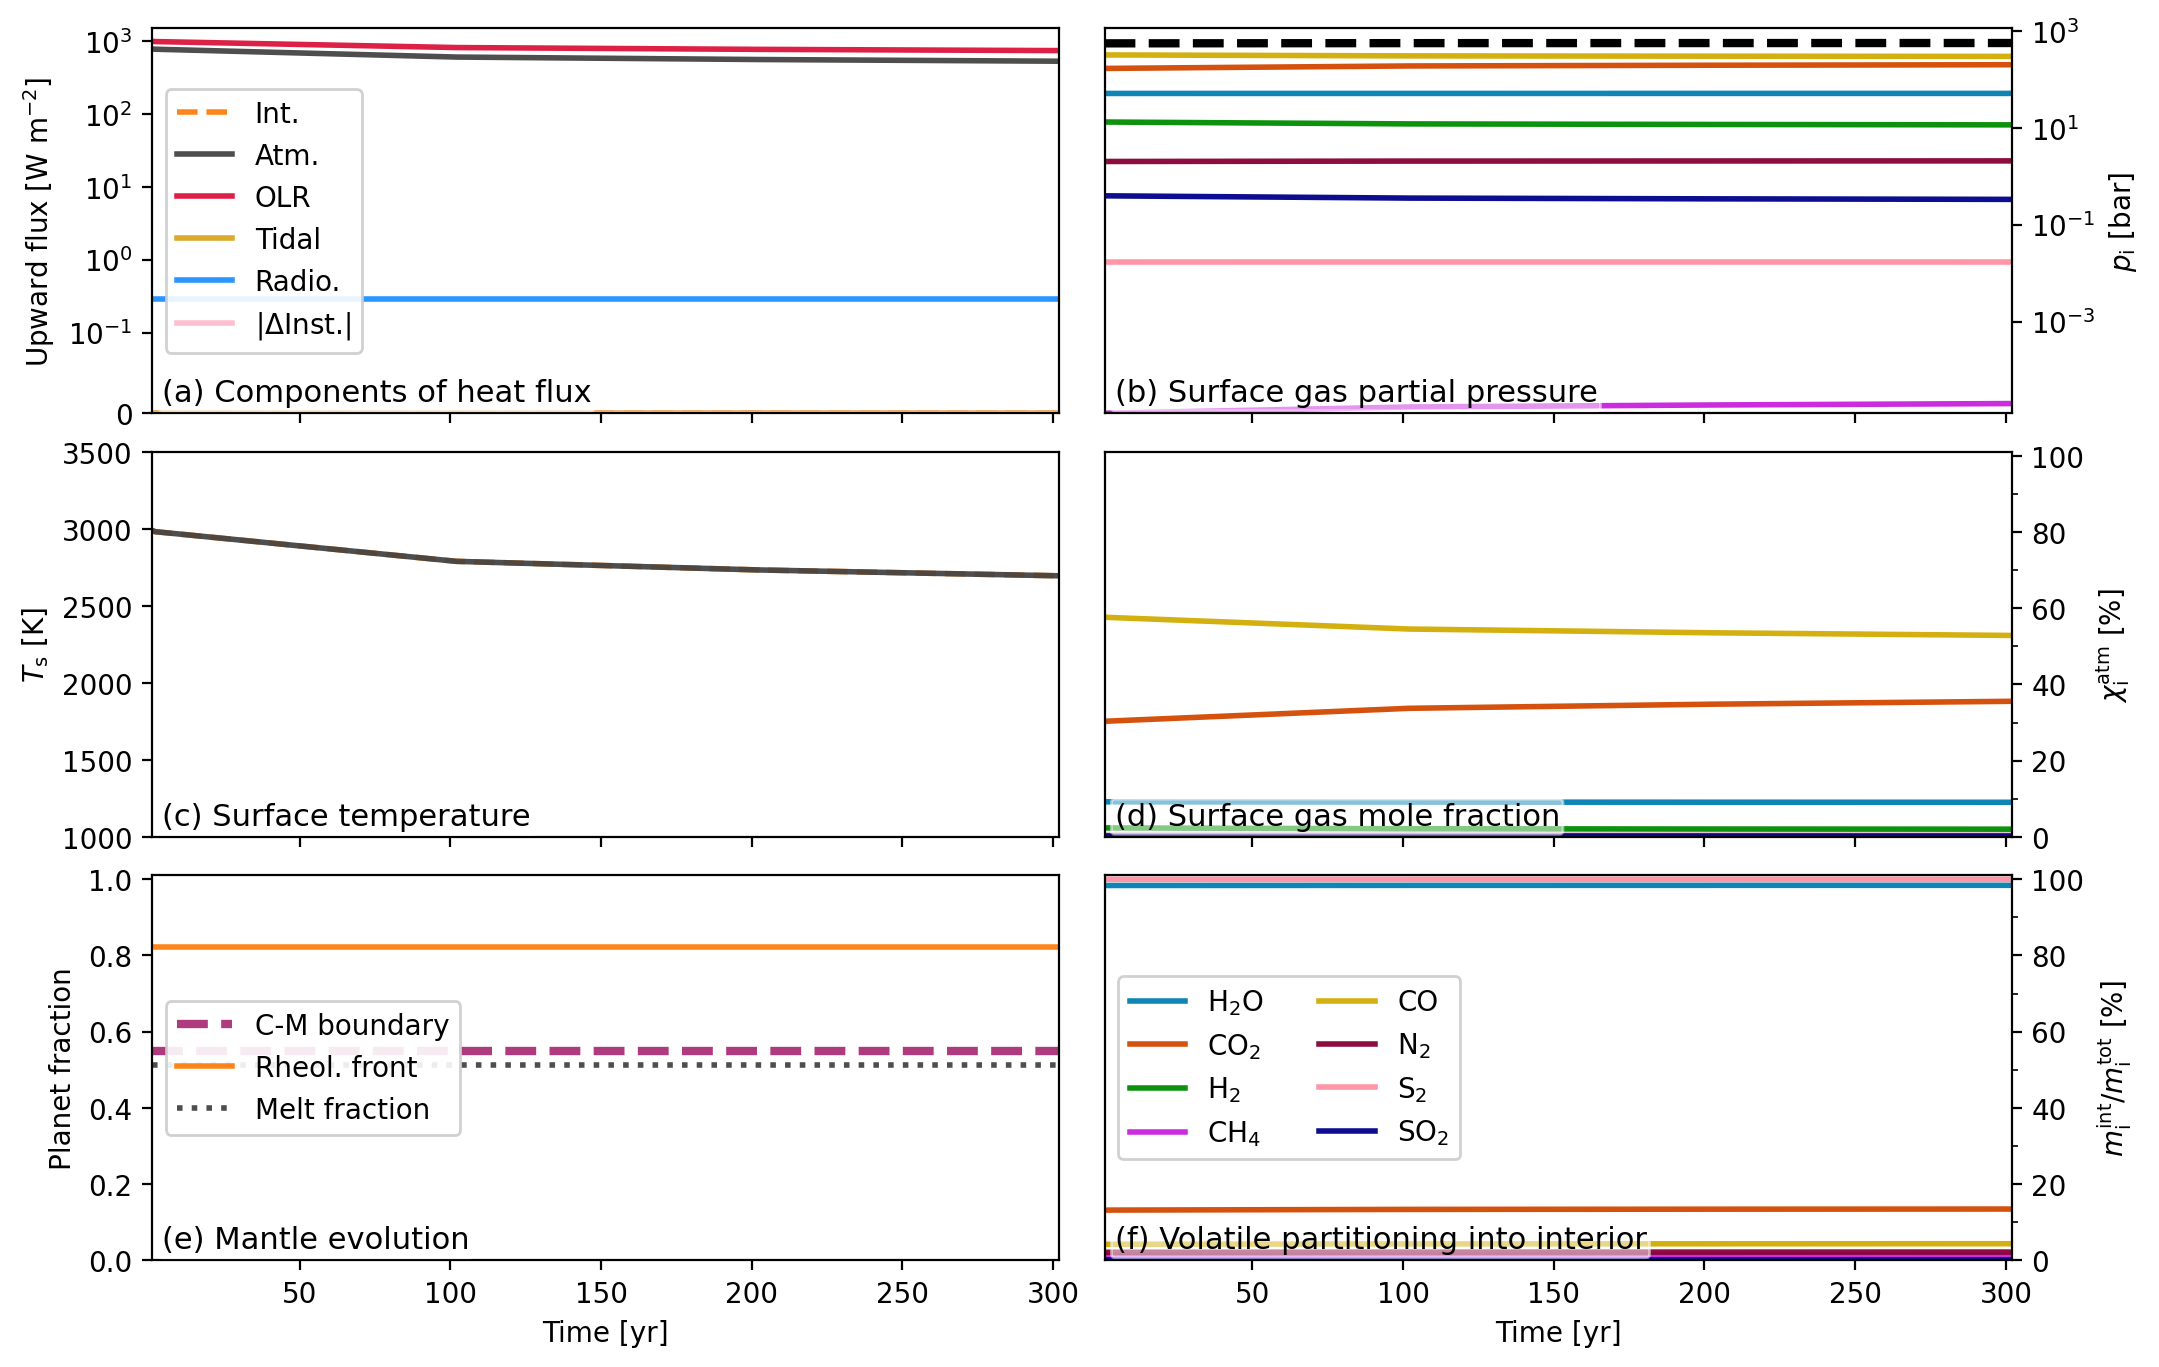 Upward flux [W m⁻²]
10³
10²
10¹
10⁰
10⁻¹
0
Int.
Atm.
OLR
Tidal
Radio.
|ΔInst.|
(a) Components of heat flux
10³
10¹
10⁻¹
10⁻³
pᵢ [bar]
(b) Surface gas partial pressure
Tₛ [K]
3500
3000
2500
2000
1500
1000
(c) Surface temperature
100
80
60
40
20
0
χᵢᵃᵗᵐ [%]
(d) Surface gas mole fraction
Planet fraction
1.0
0.8
0.6
0.4
0.2
0.0
C-M boundary
Rheol. front
Melt fraction
(e) Mantle evolution
50 100 150 200 250 300
Time [yr]
H₂O
CO₂
H₂
CH₄
CO
N₂
S₂
SO₂
100
80
60
40
20
0
mᵢⁱⁿᵗ/mᵢᵗᵒᵗ [%]
(f) Volatile partitioning into interior
50 100 150 200 250 300
Time [yr]